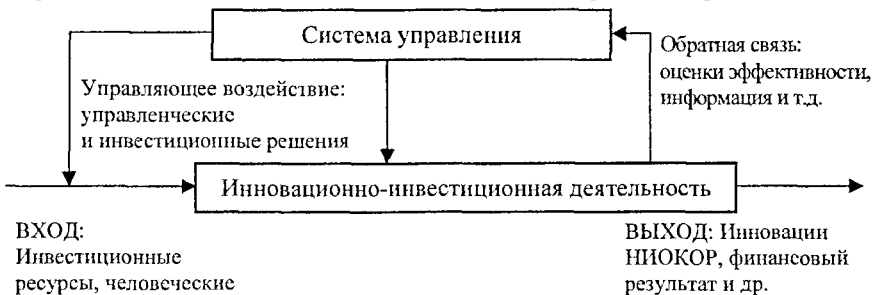 Система управления
Обратная связь:
оценки эффективности,
информация и т.д.
Управляющее воздействие:
управленческие
и инвестиционные решения
Инновационно-инвестиционная деятельность
ВХОД:
Инвестиционные
ресурсы, человеческие
ВЫХОД: Инновации
НИОКОР, финансовый
результат и др.